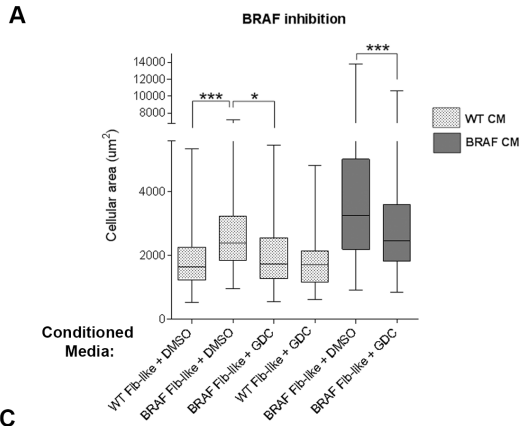 A
BRAF inhibition
Cellular area (um²)
14000
12000
10000
8000
4000
2000
0
***
*
***
WT CM
BRAF CM
Conditioned
Media:
WT Fib-like + DMSO
BRAF Fib-like + DMSO
BRAF Fib-like + GDC
WT Fib-like + GDC
BRAF Fib-like + DMSO
BRAF Fib-like + GDC
C